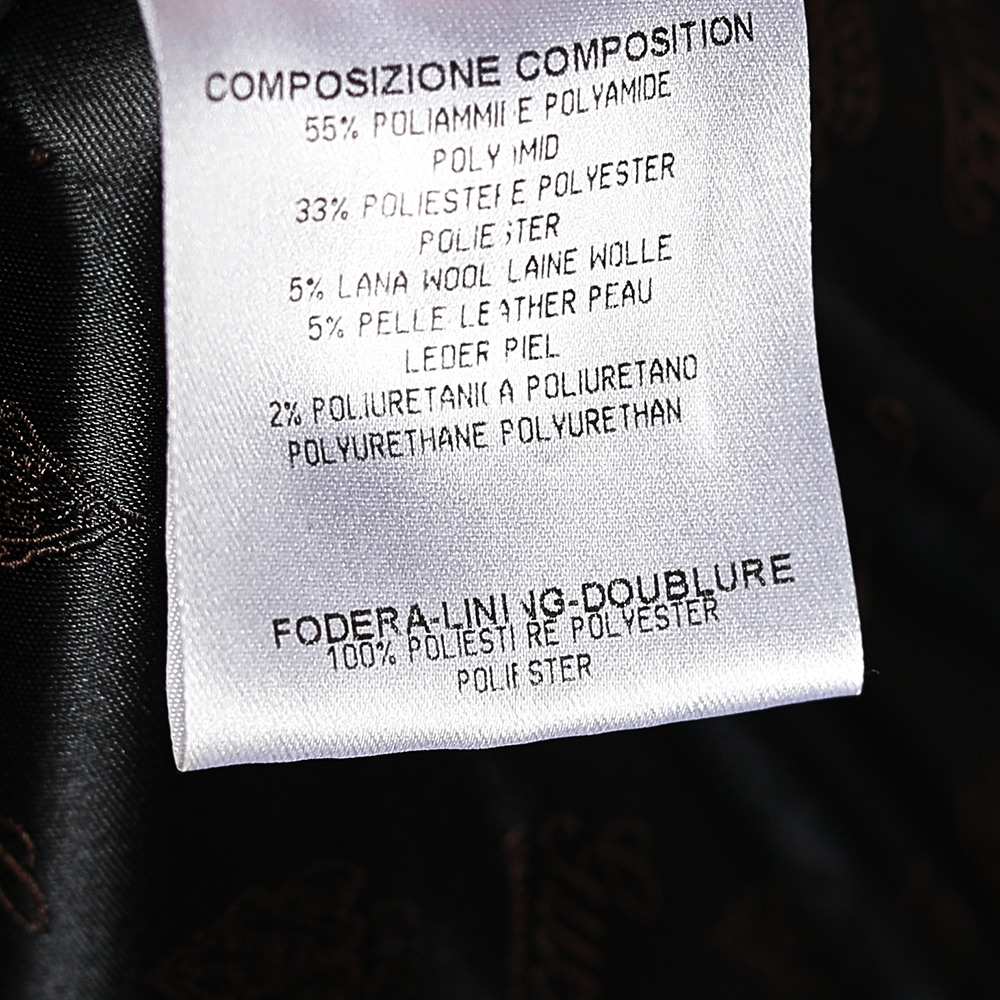 COMPOSIZIONE COMPOSITION
55% POLIAMMIDE POLYAMIDE
POLYAMID
33% POLIESTERE POLYESTER
POLIESTER
5% LANA WOOL LAINE WOLLE
5% PELLE LEATHER PEAU
LEDER PIEL
2% POLIURETANICA POLIURETANO
POLYURETHANE POLYURETHAN
FODERA-LINING-DOUBLURE
100% POLIESTERE POLYESTER
POLIESTER